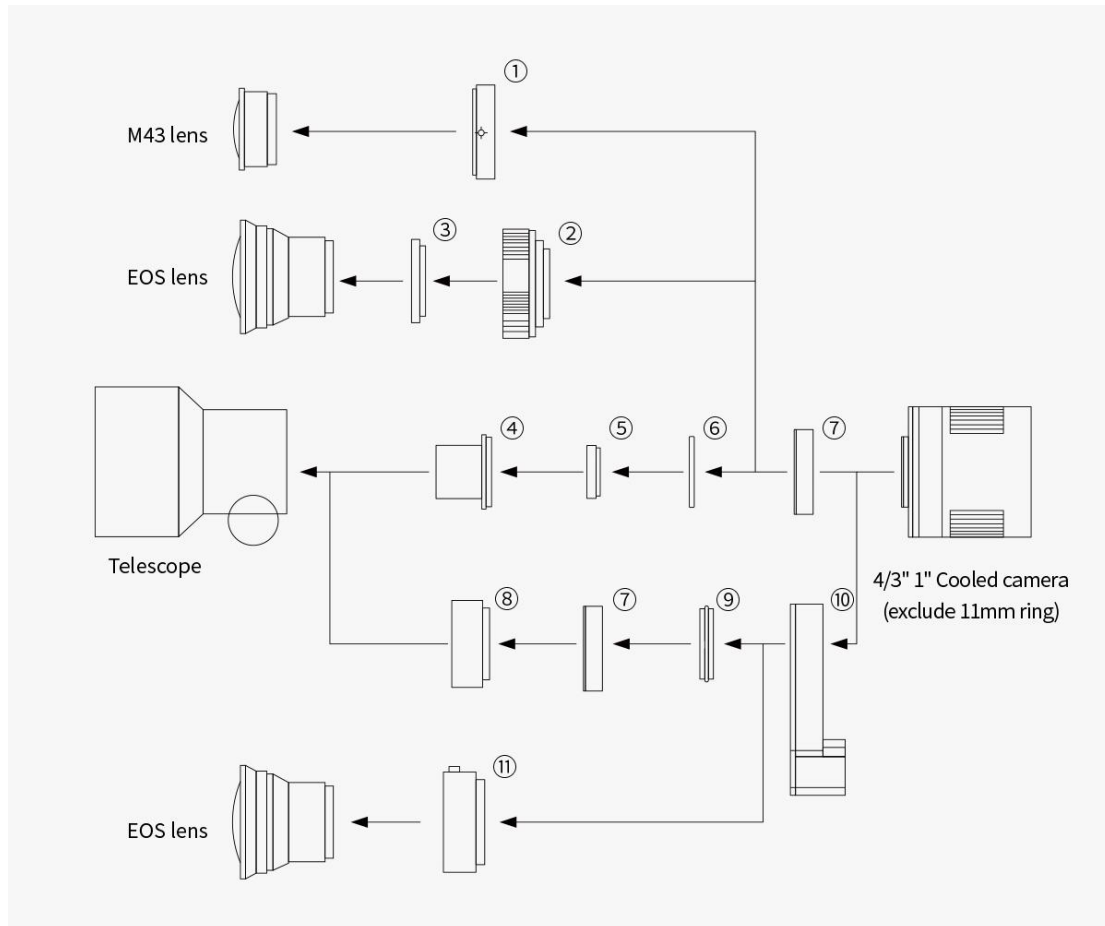 ①
M43 lens
③
②
EOS lens
④
⑤
⑥
⑦
Telescope
4/3" 1" Cooled camera
(exclude 11mm ring)
⑧
⑦
⑨
⑩
⑪
EOS lens